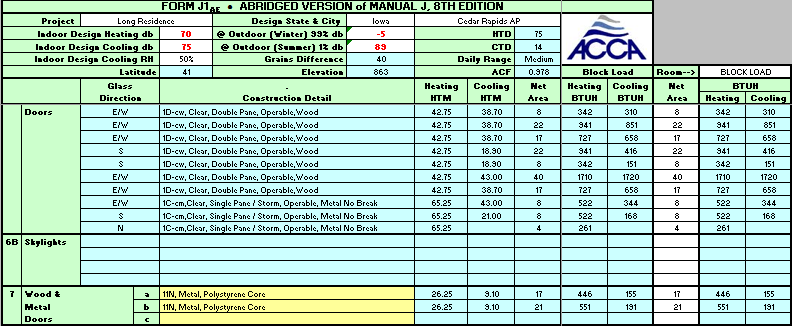 FORM J1AE • ABRIDGED VERSION of MANUAL J, 8TH EDITION
Project Long Residence Design State & City Iowa Cedar Rapids AP
Indoor Design Heating db 70 @ Outdoor (Winter) 99% db -5 HTD 75
Indoor Design Cooling db 75 @ Outdoor (Summer) 1% db 89 CTD 14
Indoor Design Cooling RH 50% Grains Difference 40 Daily Range Medium
ACCA
Latitude 41 Elevation 863 ACF 0.978 Block Load Room--> BLOCK LOAD
Glass - Heating Cooling Net Heating Cooling Net BTUH
Direction Construction Detail HTM HTM Area BTUH BTUH Area Heating Cooling
Doors E/W 1D-cw, Clear, Double Pane, Operable,Wood 42.75 38.70 8 342 310 8 342 310
E/W 1D-cw, Clear, Double Pane, Operable,Wood 42.75 38.70 22 941 851 22 941 851
E/W 1D-cw, Clear, Double Pane, Operable,Wood 42.75 38.70 17 727 658 17 727 658
S 1D-cw, Clear, Double Pane, Operable,Wood 42.75 18.90 22 941 416 22 941 416
S 1D-cw, Clear, Double Pane, Operable,Wood 42.75 18.90 8 342 151 8 342 151
E/W 1D-cw, Clear, Double Pane, Operable,Wood 42.75 43.00 40 1710 1720 40 1710 1720
E/W 1D-cw, Clear, Double Pane, Operable,Wood 42.75 38.70 17 727 658 17 727 658
E/W 1C-cm,Clear, Single Pane / Storm, Operable, Metal No Break 65.25 43.00 8 522 344 8 522 344
S 1C-cm,Clear, Single Pane / Storm, Operable, Metal No Break 65.25 21.00 8 522 168 8 522 168
N 1C-cm,Clear, Single Pane / Storm, Operable, Metal No Break 65.25 4 261 4 261
6B Skylights
7 Wood & a 11N, Metal, Polystyrene Core 26.25 9.10 17 446 155 17 446 155
Metal b 11N, Metal, Polystyrene Core 26.25 9.10 21 551 191 21 551 191
Doors c